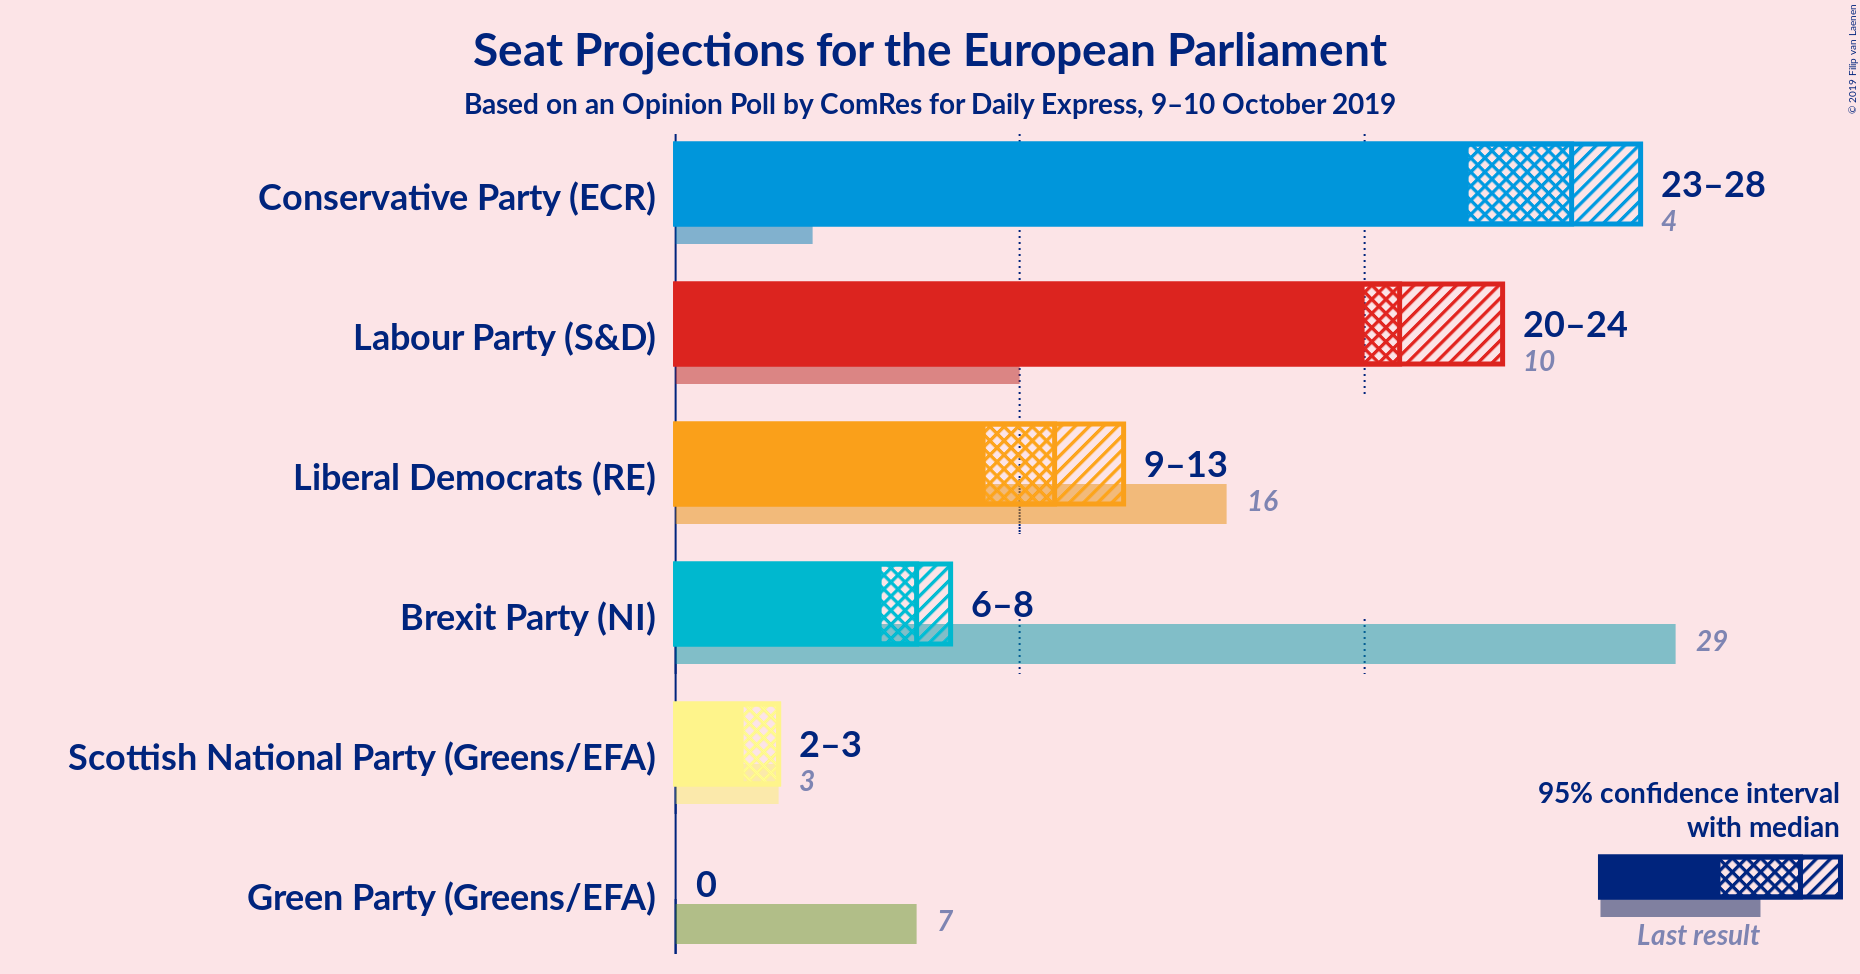 Seat Projections for the European Parliament
Based on an Opinion Poll by ComRes for Daily Express, 9–10 October 2019
© 2019 Filip van Laenen
Conservative Party (ECR)
23–28
4
Labour Party (S&D)
20–24
10
Liberal Democrats (RE)
9–13
16
Brexit Party (NI)
6–8
29
Scottish National Party (Greens/EFA)
2–3
3
Green Party (Greens/EFA)
0
7
95% confidence interval
with median
Last result